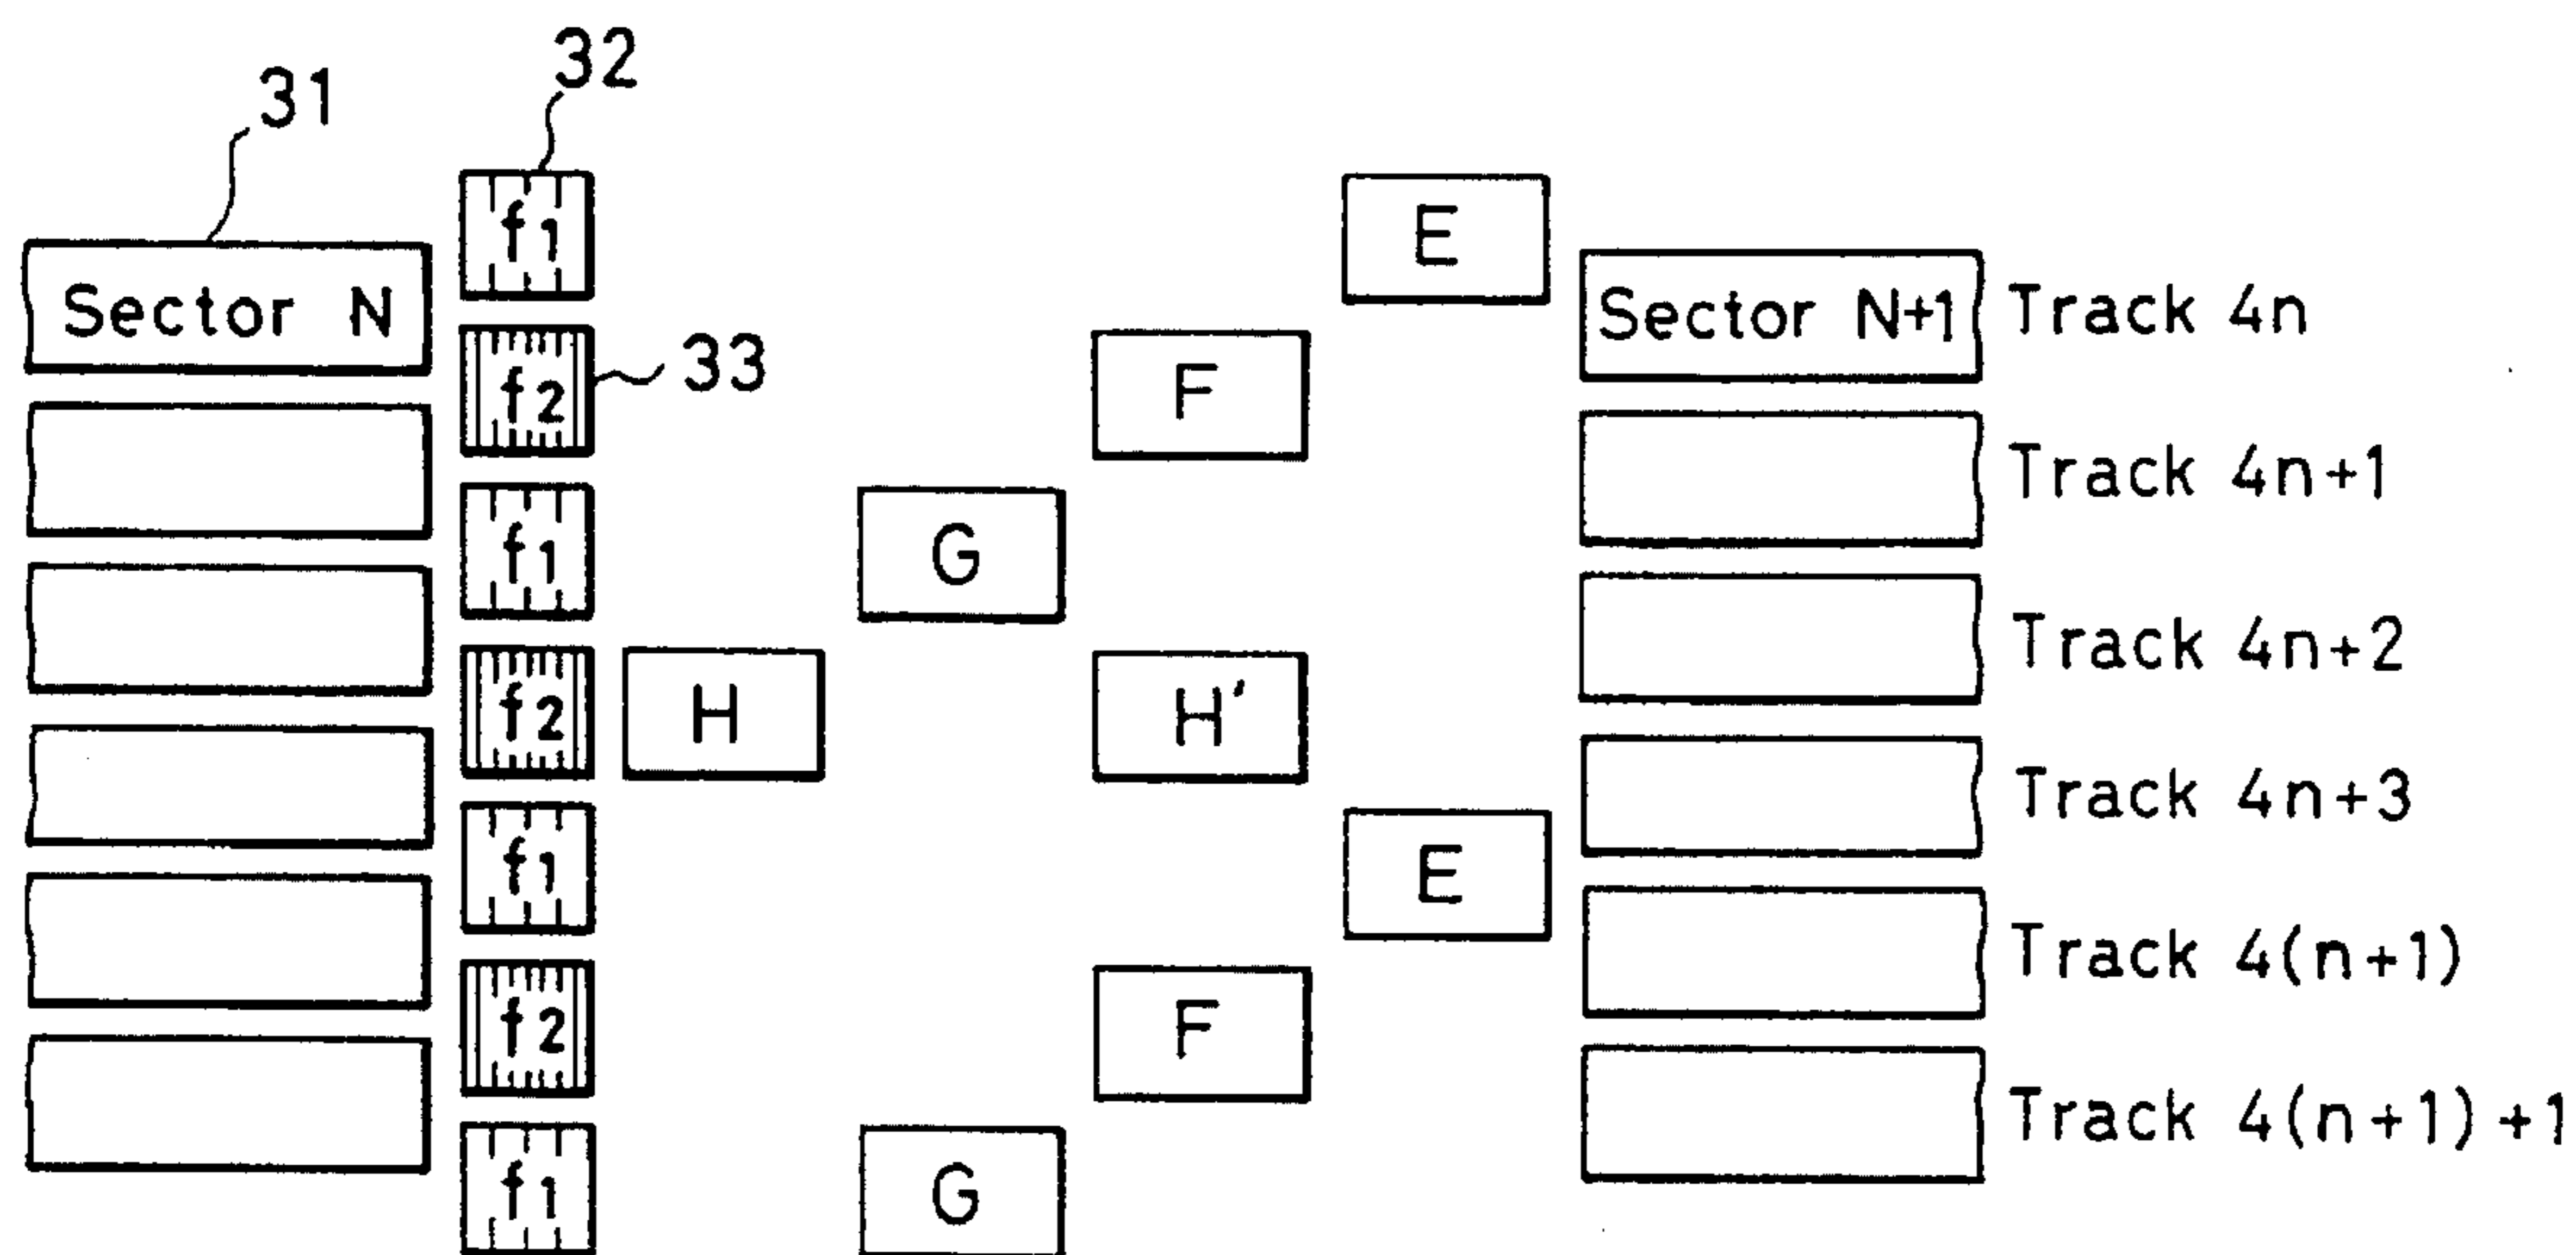 32
31
f1
E
Sector N
Sector N+1
Track 4n
f2
33
F
Track 4n+1
f1
G
Track 4n+2
f2
H
H'
Track 4n+3
f1
E
Track 4(n+1)
f2
F
Track 4(n+1)+1
f1
G